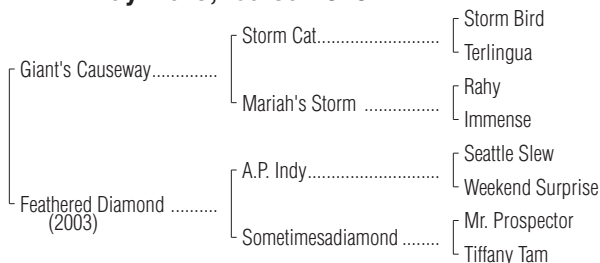 Storm Bird
Storm Cat........................
Terlingua
Giant's Causeway.............
Rahy
Mariah's Storm ...............
Immense
Seattle Slew
A.P. Indy..........................
Weekend Surprise
Feathered Diamond .........
(2003)
Mr. Prospector
Sometimesadiamond ........
Tiffany Tam